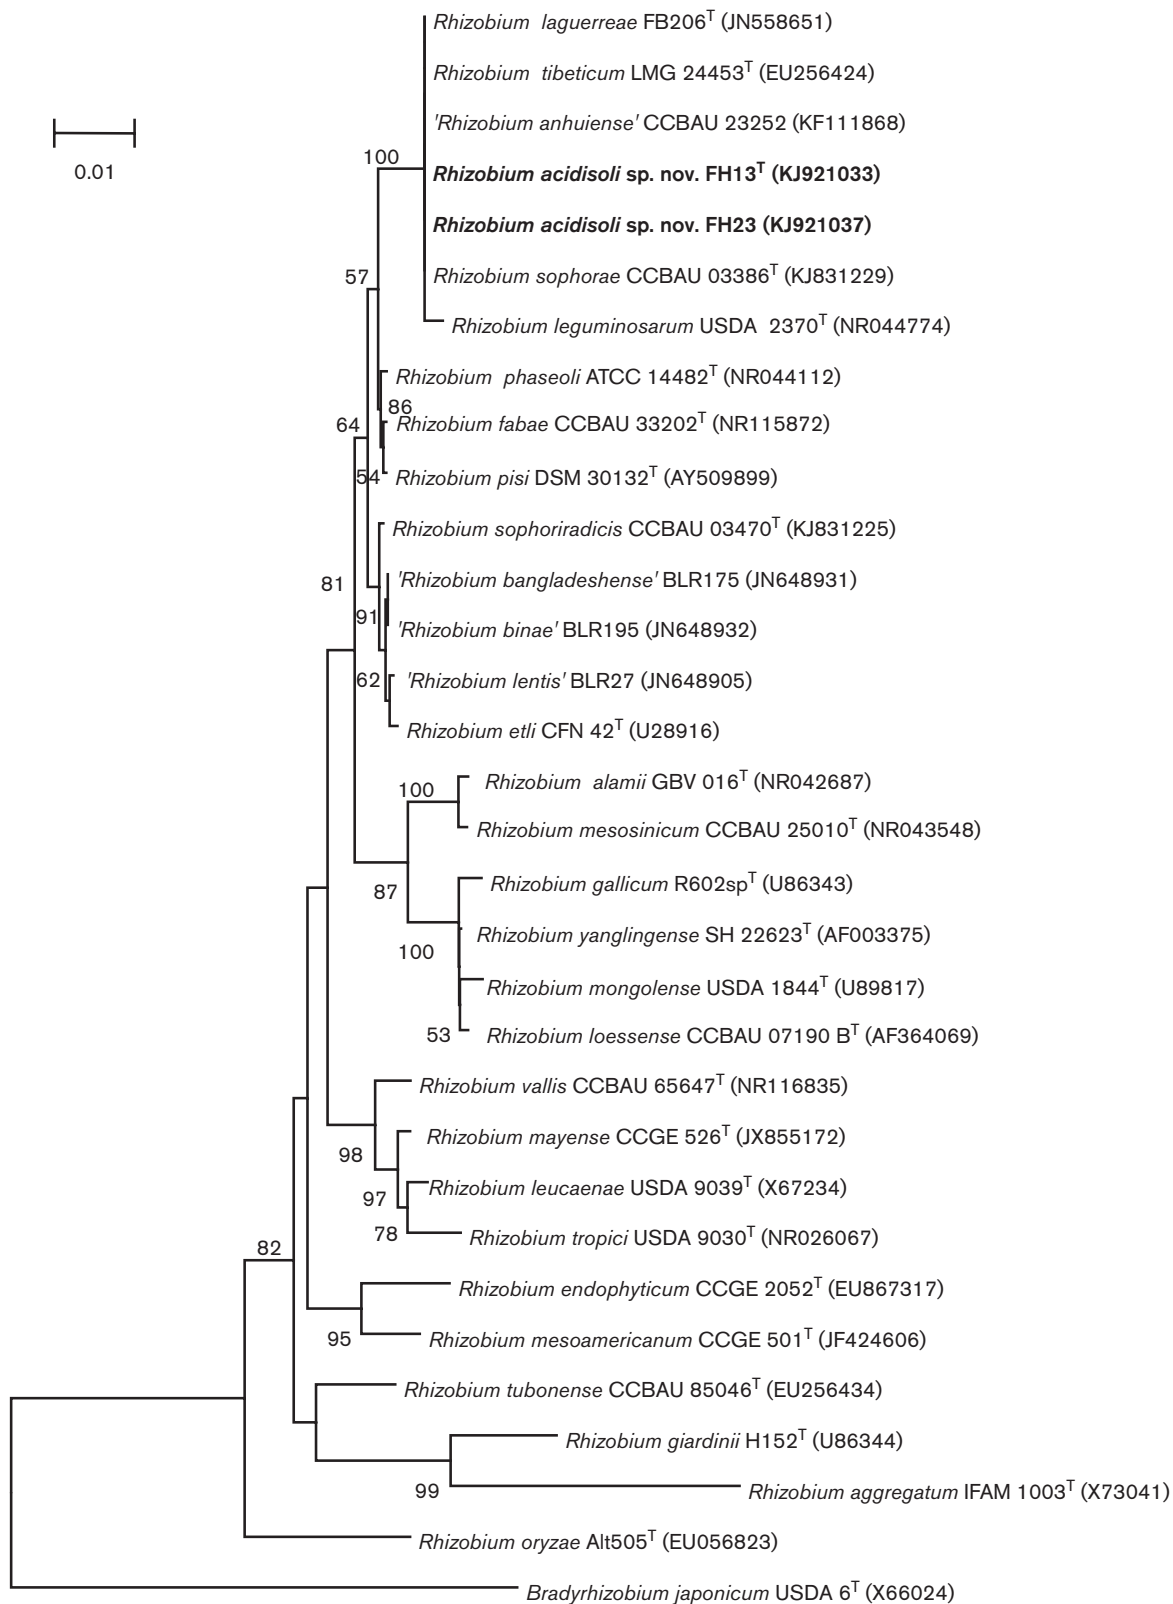 Rhizobium laguerreae FB206T (JN558651)
Rhizobium tibeticum LMG 24453T (EU256424)
'Rhizobium anhuiense' CCBAU 23252 (KF111868)
0.01
100
Rhizobium acidisoli sp. nov. FH13T (KJ921033)
Rhizobium acidisoli sp. nov. FH23 (KJ921037)
57
Rhizobium sophorae CCBAU 03386T (KJ831229)
Rhizobium leguminosarum USDA 2370T (NR044774)
Rhizobium phaseoli ATCC 14482T (NR044112)
86
64
Rhizobium fabae CCBAU 33202T (NR115872)
54
Rhizobium pisi DSM 30132T (AY509899)
Rhizobium sophoriradicis CCBAU 03470T (KJ831225)
81
'Rhizobium bangladeshense' BLR175 (JN648931)
91
'Rhizobium binae' BLR195 (JN648932)
62
'Rhizobium lentis' BLR27 (JN648905)
Rhizobium etli CFN 42T (U28916)
100
Rhizobium alamii GBV 016T (NR042687)
Rhizobium mesosinicum CCBAU 25010T (NR043548)
87
Rhizobium gallicum R602spT (U86343)
Rhizobium yanglingense SH 22623T (AF003375)
100
Rhizobium mongolense USDA 1844T (U89817)
53
Rhizobium loessense CCBAU 07190 BT (AF364069)
Rhizobium vallis CCBAU 65647T (NR116835)
Rhizobium mayense CCGE 526T (JX855172)
98
Rhizobium leucaenae USDA 9039T (X67234)
97
78
Rhizobium tropici USDA 9030T (NR026067)
82
Rhizobium endophyticum CCGE 2052T (EU867317)
95
Rhizobium mesoamericanum CCGE 501T (JF424606)
Rhizobium tubonense CCBAU 85046T (EU256434)
Rhizobium giardinii H152T (U86344)
99
Rhizobium aggregatum IFAM 1003T (X73041)
Rhizobium oryzae Alt505T (EU056823)
Bradyrhizobium japonicum USDA 6T (X66024)